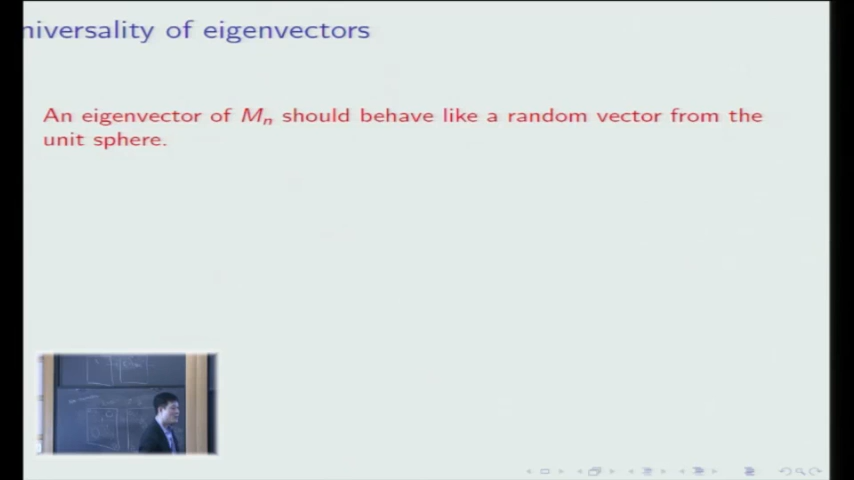 niversality of eigenvectors
An eigenvector of Mn should behave like a random vector from the
unit sphere.